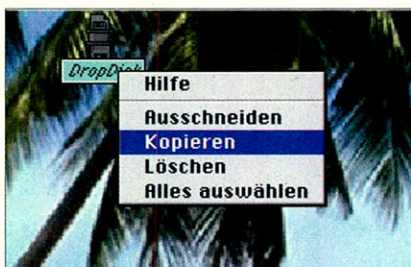 DropDisk
Hilfe
Ausschneiden
Kopieren
Löschen
Alles auswählen